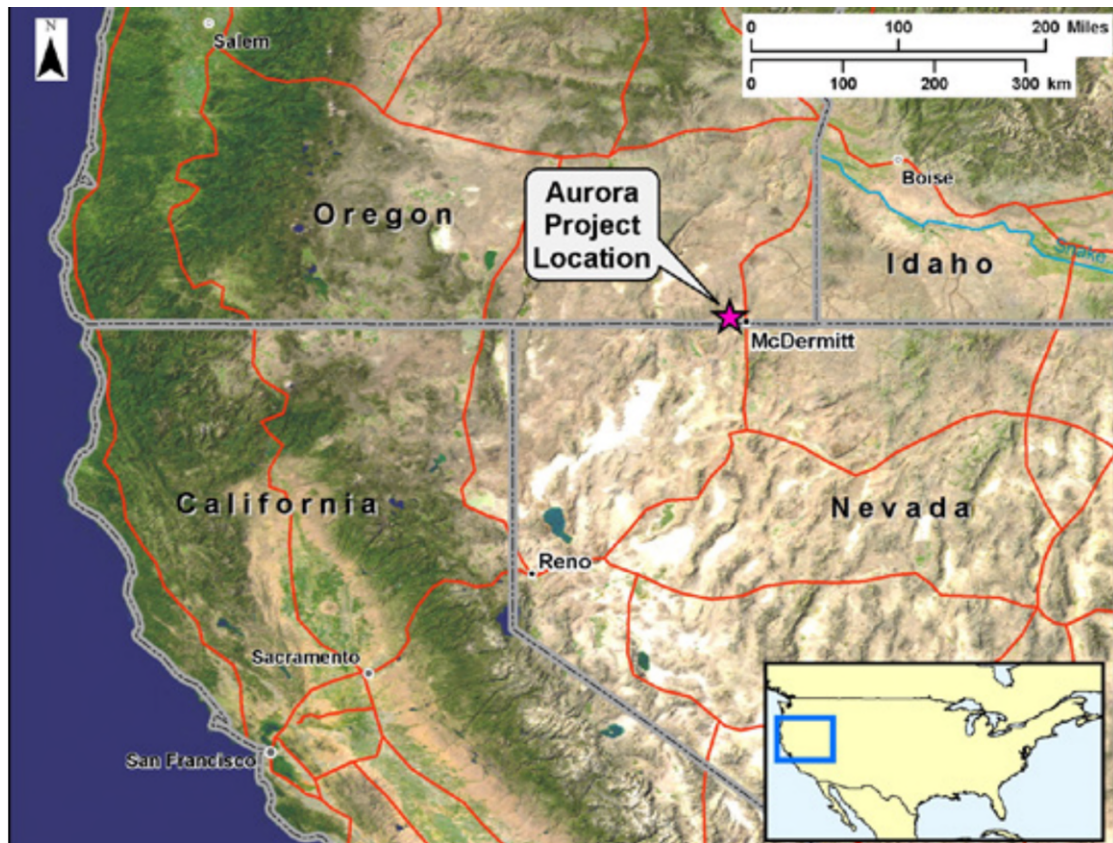 N
Salem
0 100 200 Miles
0 100 200 300 km
Boise
Aurora
Project
Location
Oregon
Idaho
Snake
McDermitt
California
Nevada
Reno
Sacramento
San Francisco